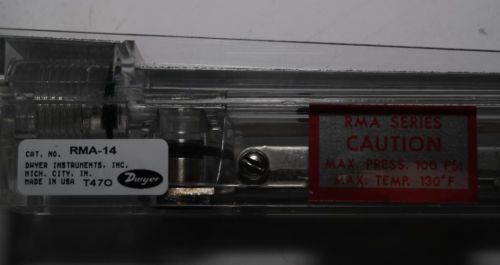 CAT. NO. RMA-14
DWYER INSTRUMENTS, INC.
MICH. CITY, IN.
MADE IN USA T470
Dwyer
RMA SERIES
CAUTION
MAX. PRESS. 100 PSI
MAX. TEMP. 130°F